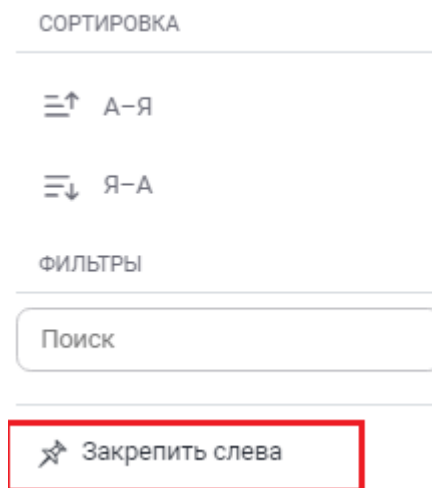 СОРТИРОВКА
А–Я
Я–А
ФИЛЬТРЫ
Поиск
Закрепить слева